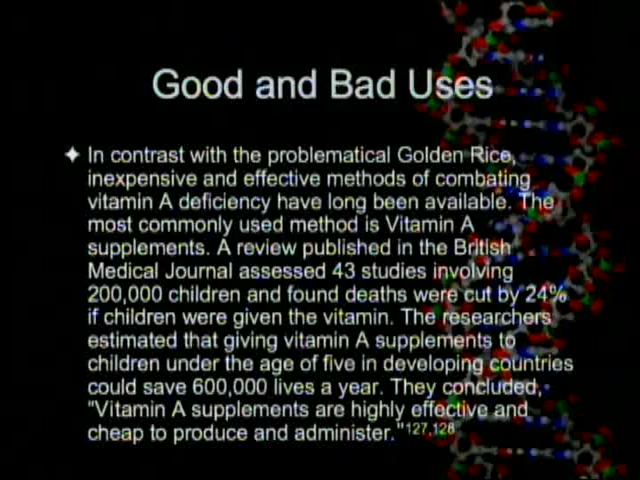 Good and Bad Uses
✦ In contrast with the problematical Golden Rice,
inexpensive and effective methods of combating
vitamin A deficiency have long been available. The
most commonly used method is Vitamin A
supplements. A review published in the British
Medical Journal assessed 43 studies involving
200,000 children and found deaths were cut by 24%
if children were given the vitamin. The researchers
estimated that giving vitamin A supplements to
children under the age of five in developing countries
could save 600,000 lives a year. They concluded,
"Vitamin A supplements are highly effective and
cheap to produce and administer."127,128